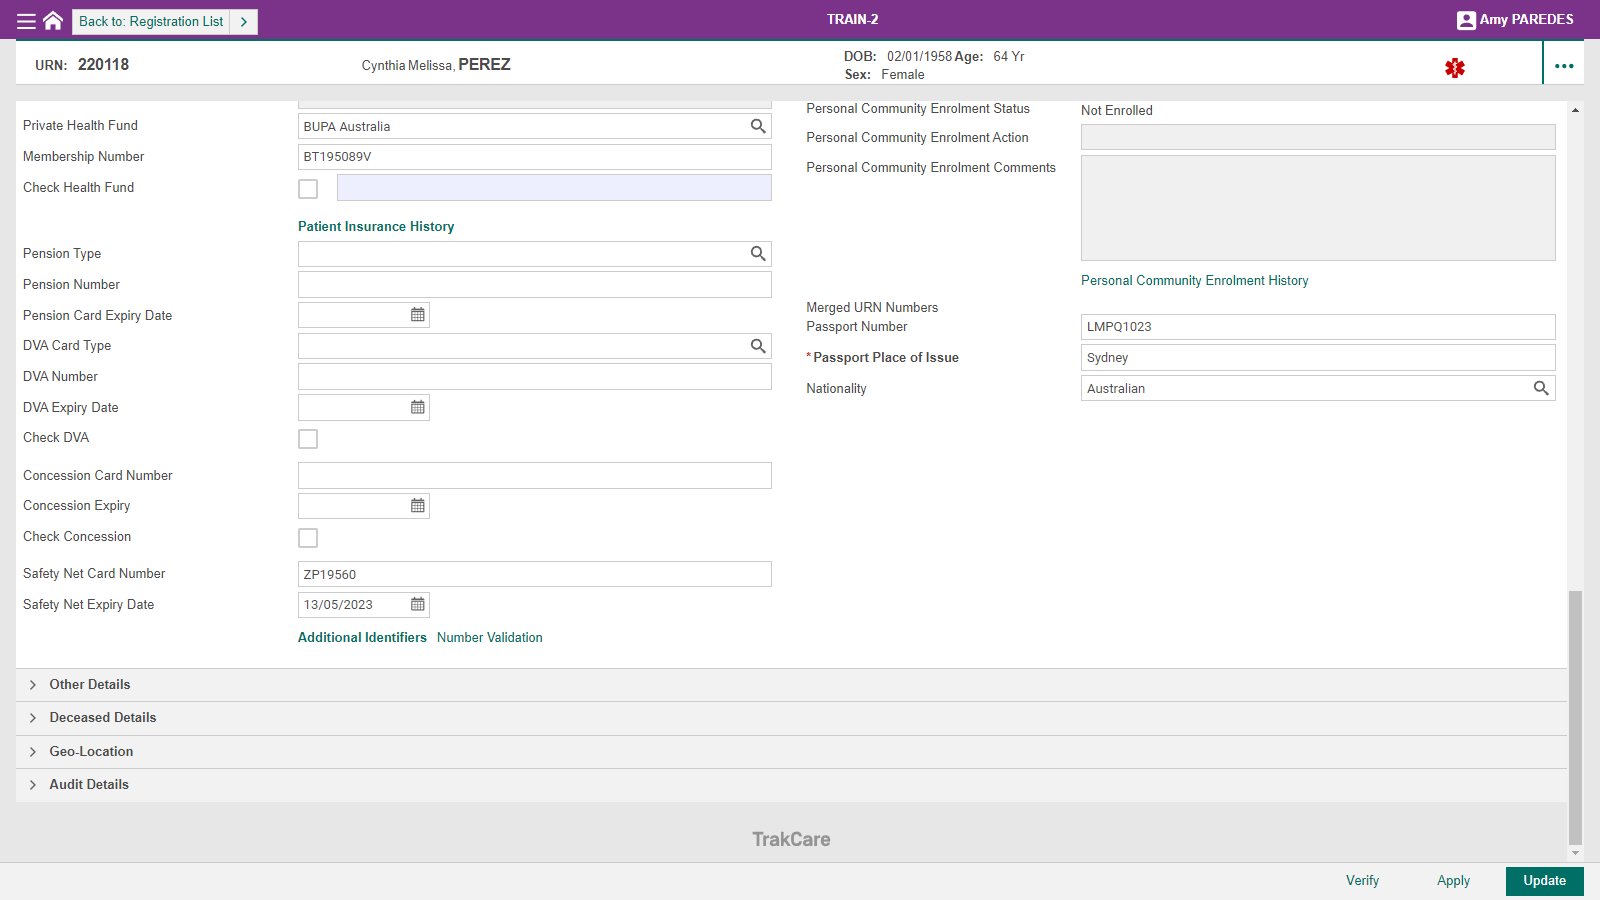 Back to: Registration List
TRAIN-2
Amy PAREDES
URN: 220118
Cynthia Melissa, PEREZ
DOB: 02/01/1958 Age: 64 Yr
Sex: Female
Private Health Fund
BUPA Australia
Membership Number
BT195089V
Check Health Fund
Patient Insurance History
Pension Type
Pension Number
Pension Card Expiry Date
DVA Card Type
DVA Number
DVA Expiry Date
Check DVA
Concession Card Number
Concession Expiry
Check Concession
Safety Net Card Number
ZP19560
Safety Net Expiry Date
13/05/2023
Additional Identifiers Number Validation
Personal Community Enrolment Status
Not Enrolled
Personal Community Enrolment Action
Personal Community Enrolment Comments
Personal Community Enrolment History
Merged URN Numbers
Passport Number
LMPQ1023
*Passport Place of Issue
Sydney
Nationality
Australian
Other Details
Deceased Details
Geo-Location
Audit Details
TrakCare
Verify
Apply
Update